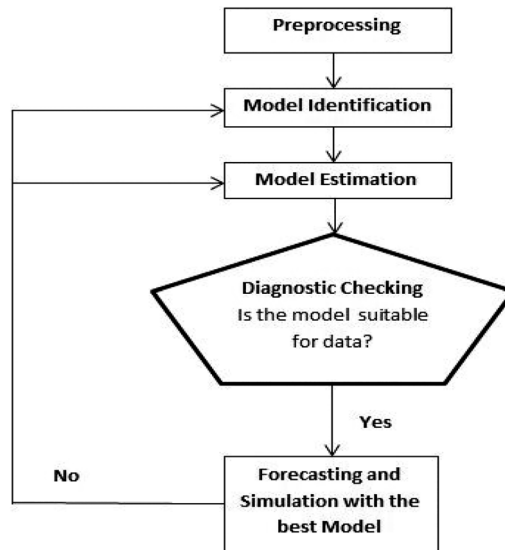 Preprocessing
Model Identification
Model Estimation
Diagnostic Checking
Is the model suitable
for data?
Yes
No
Forecasting and
Simulation with the
best Model